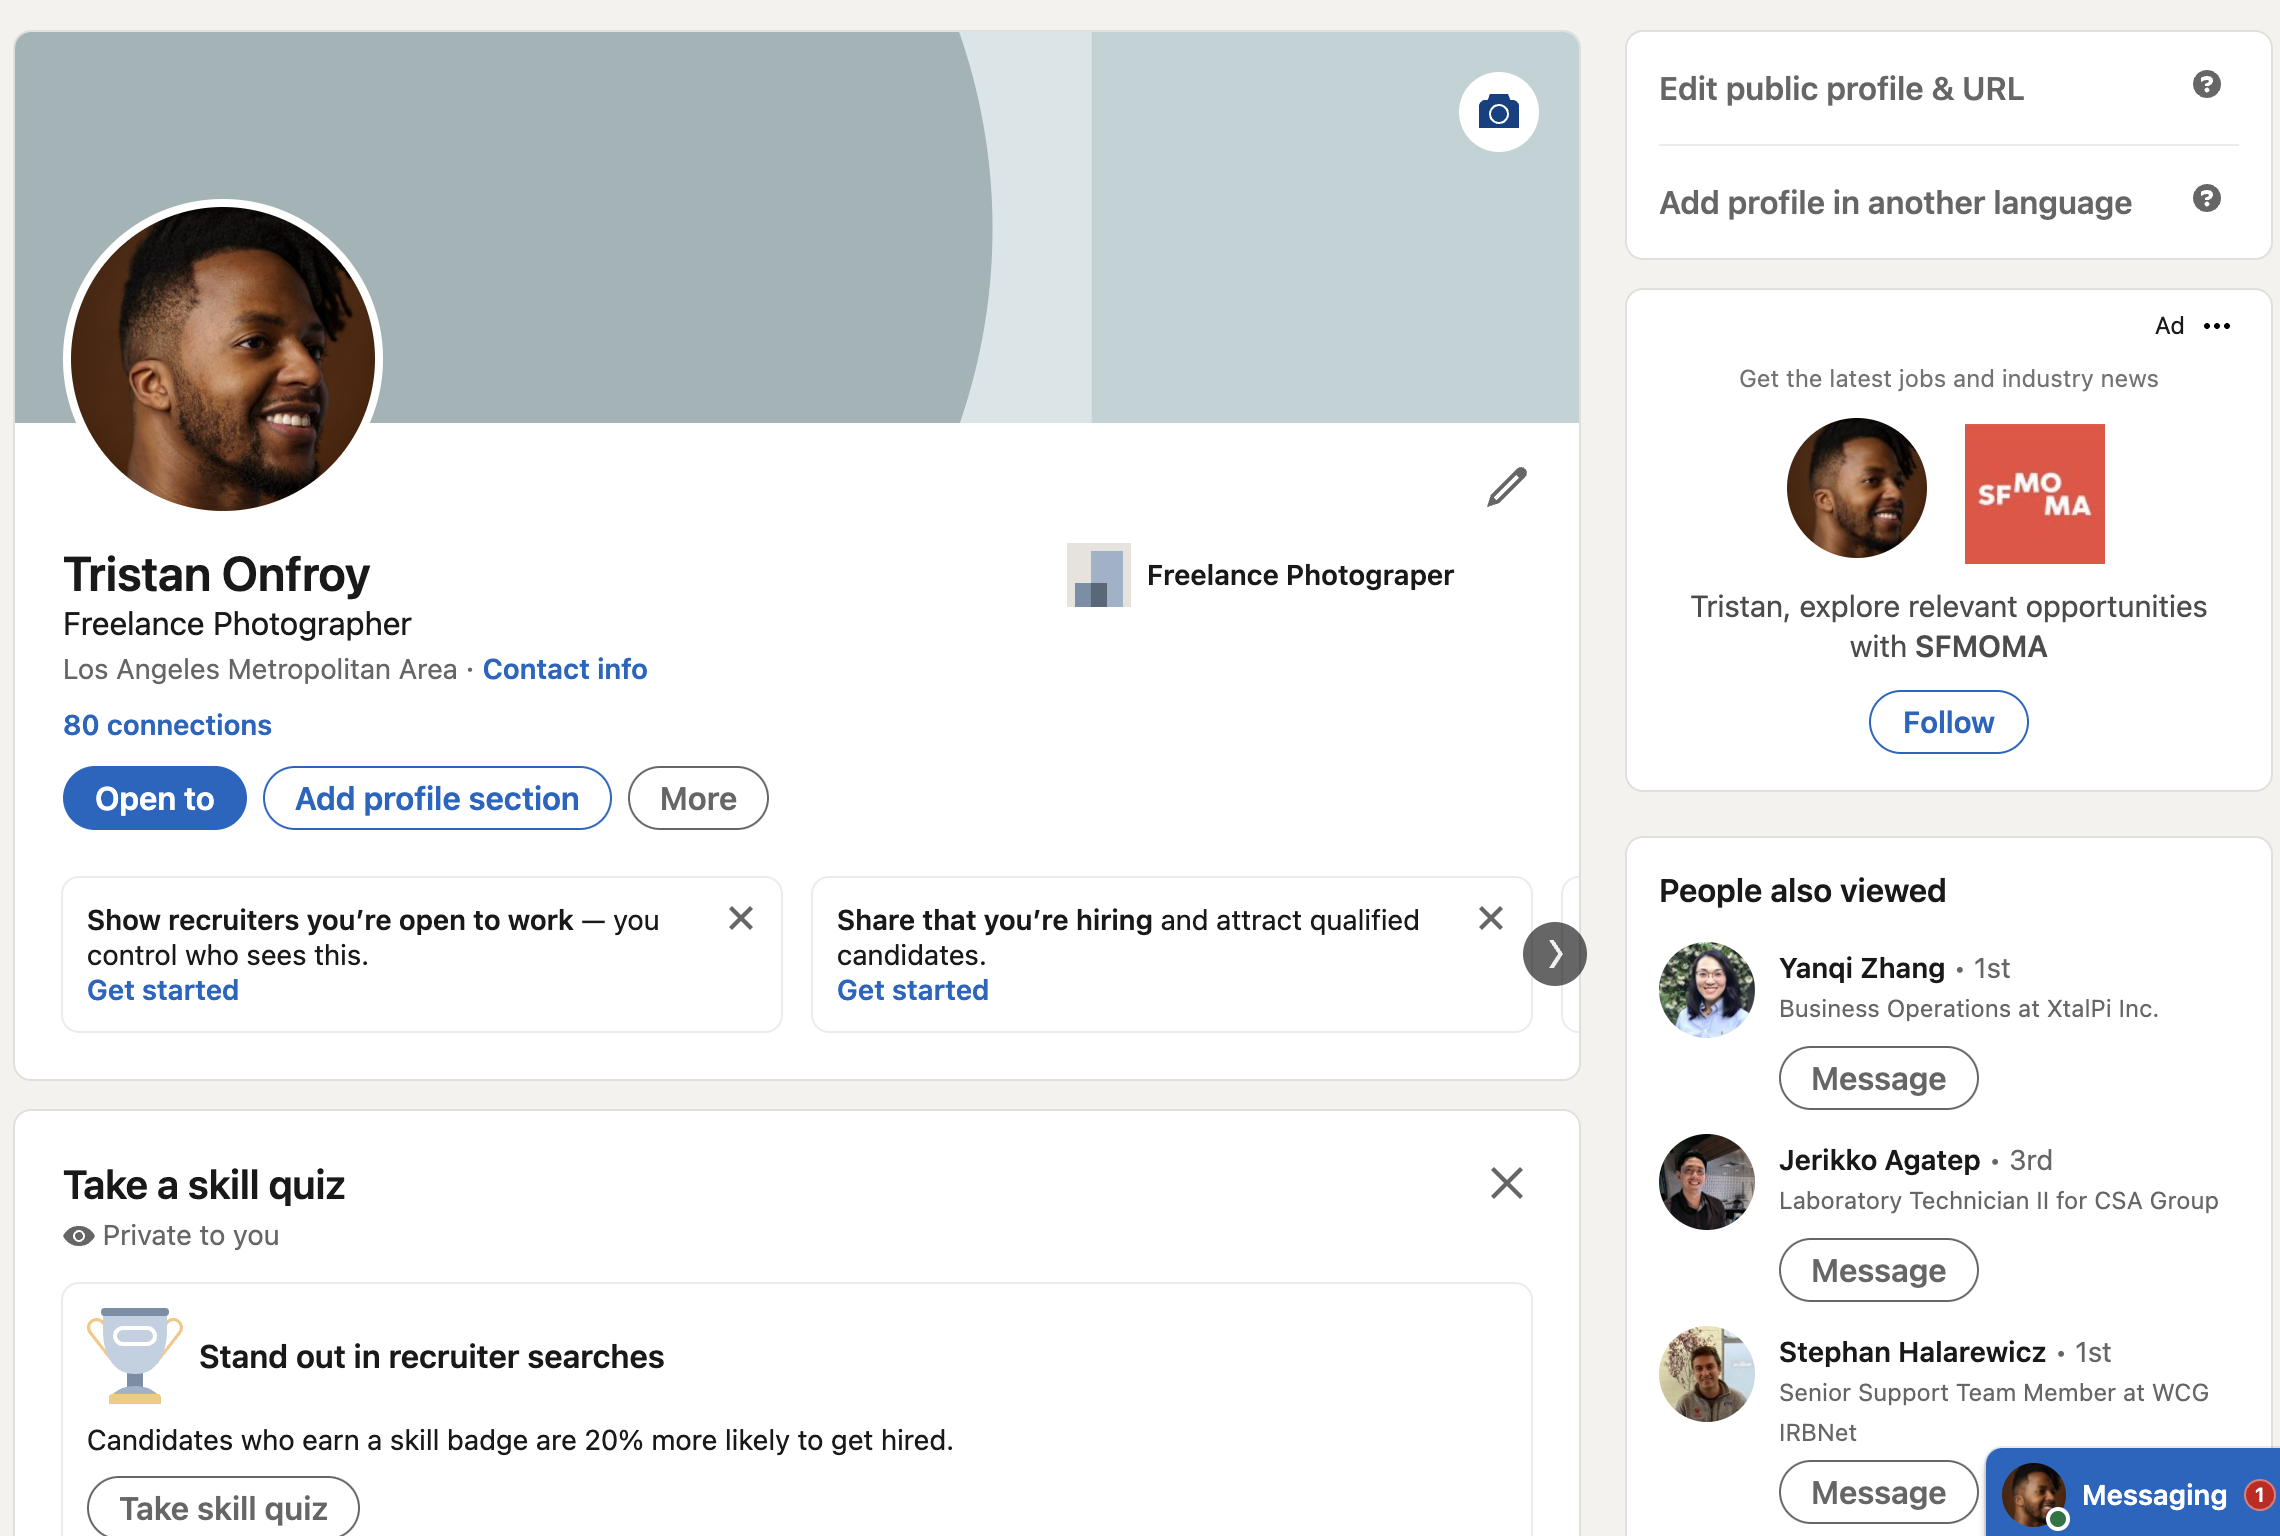 Tristan Onfroy
Freelance Photographer
Los Angeles Metropolitan Area · Contact info
80 connections
Open to
Add profile section
More
Freelance Photograper
Show recruiters you’re open to work — you
control who sees this.
Get started
Share that you’re hiring and attract qualified
candidates.
Get started
Take a skill quiz
Private to you
Stand out in recruiter searches
Candidates who earn a skill badge are 20% more likely to get hired.
Take skill quiz
Edit public profile & URL
?
Add profile in another language
?
Ad
Get the latest jobs and industry news
SFMOMA
Tristan, explore relevant opportunities
with SFMOMA
Follow
People also viewed
Yanqi Zhang • 1st
Business Operations at XtalPi Inc.
Message
Jerikko Agatep • 3rd
Laboratory Technician II for CSA Group
Message
Stephan Halarewicz • 1st
Senior Support Team Member at WCG
IRBNet
Message
Messaging 1